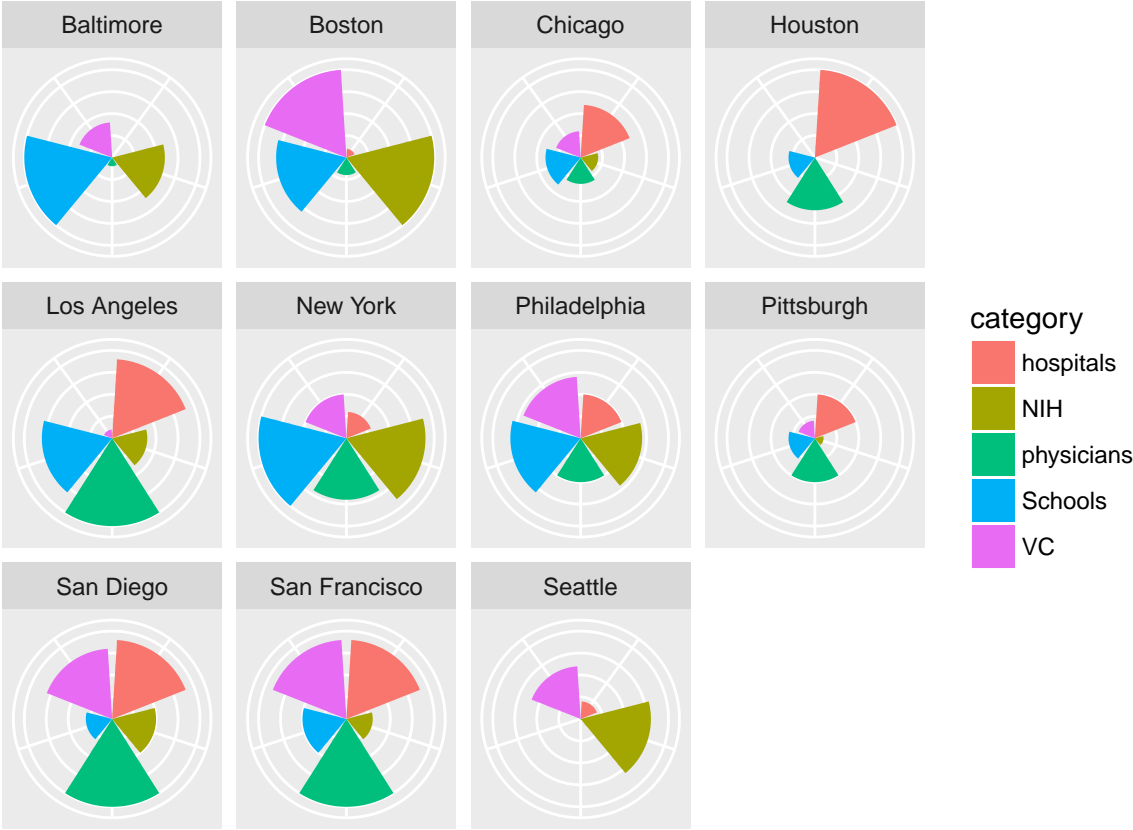 Baltimore
Boston
Chicago
Houston
Los Angeles
New York
Philadelphia
Pittsburgh
San Diego
San Francisco
Seattle
category
hospitals
NIH
physicians
Schools
VC